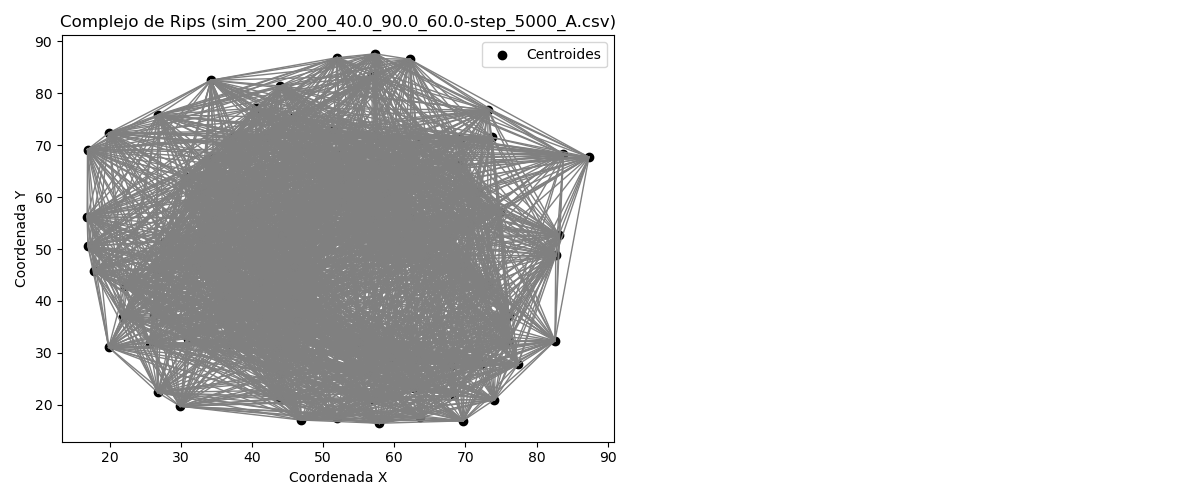 Complejo de Rips (sim_200_200_40.0_90.0_60.0-step_5000_A.csv)
90
80
70
60
50
40
30
20
Coordenada Y
Centroides
20 30 40 50 60 70 80 90
Coordenada X